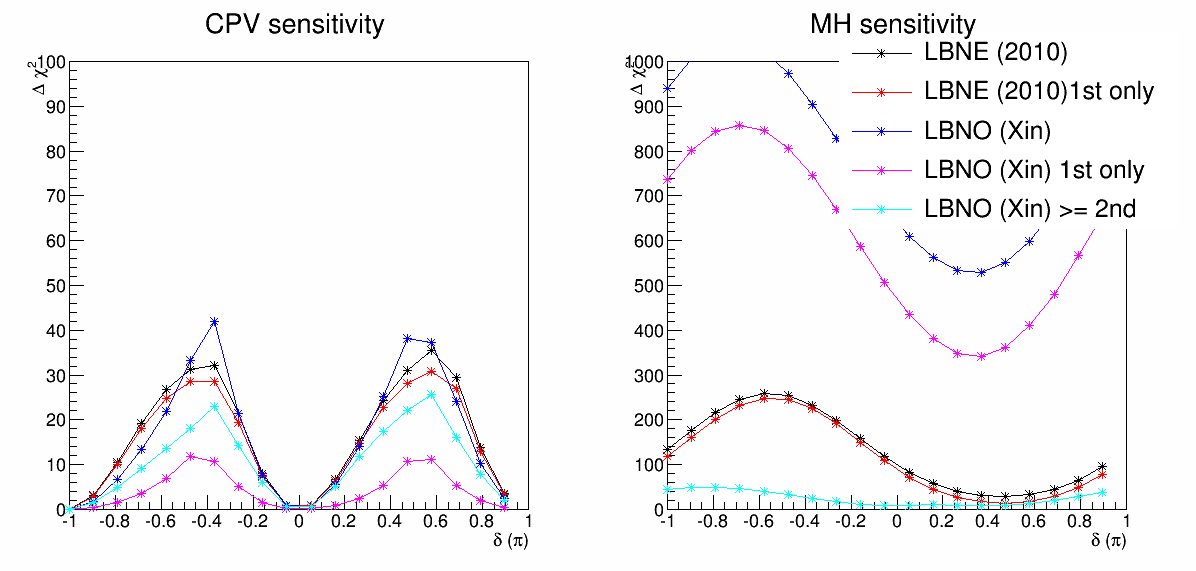 CPV sensitivity
Δ χ²
100
90
80
70
60
50
40
30
20
10
0
-1 -0.8 -0.6 -0.4 -0.2 0 0.2 0.4 0.6 0.8 1
δ (π)
MH sensitivity
Δ χ²
1000
900
800
700
600
500
400
300
200
100
0
-1 -0.8 -0.6 -0.4 -0.2 0 0.2 0.4 0.6 0.8 1
δ (π)
LBNE (2010)
LBNE (2010)1st only
LBNO (Xin)
LBNO (Xin) 1st only
LBNO (Xin) >= 2nd